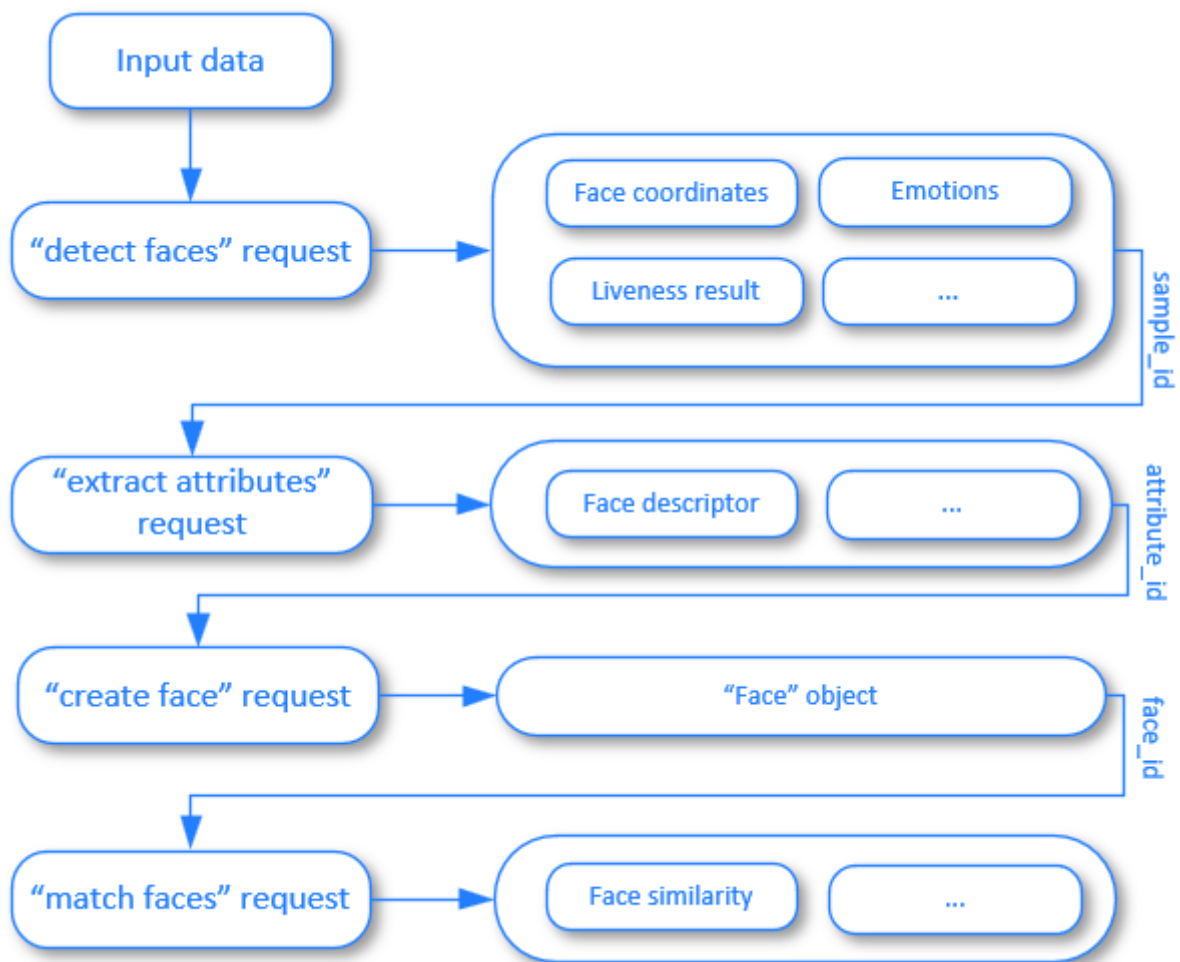 Input data
“detect faces” request
Face coordinates
Emotions
Liveness result
...
sample_id
“extract attributes”
request
Face descriptor
...
attribute_id
“create face” request
“Face” object
face_id
“match faces” request
Face similarity
...